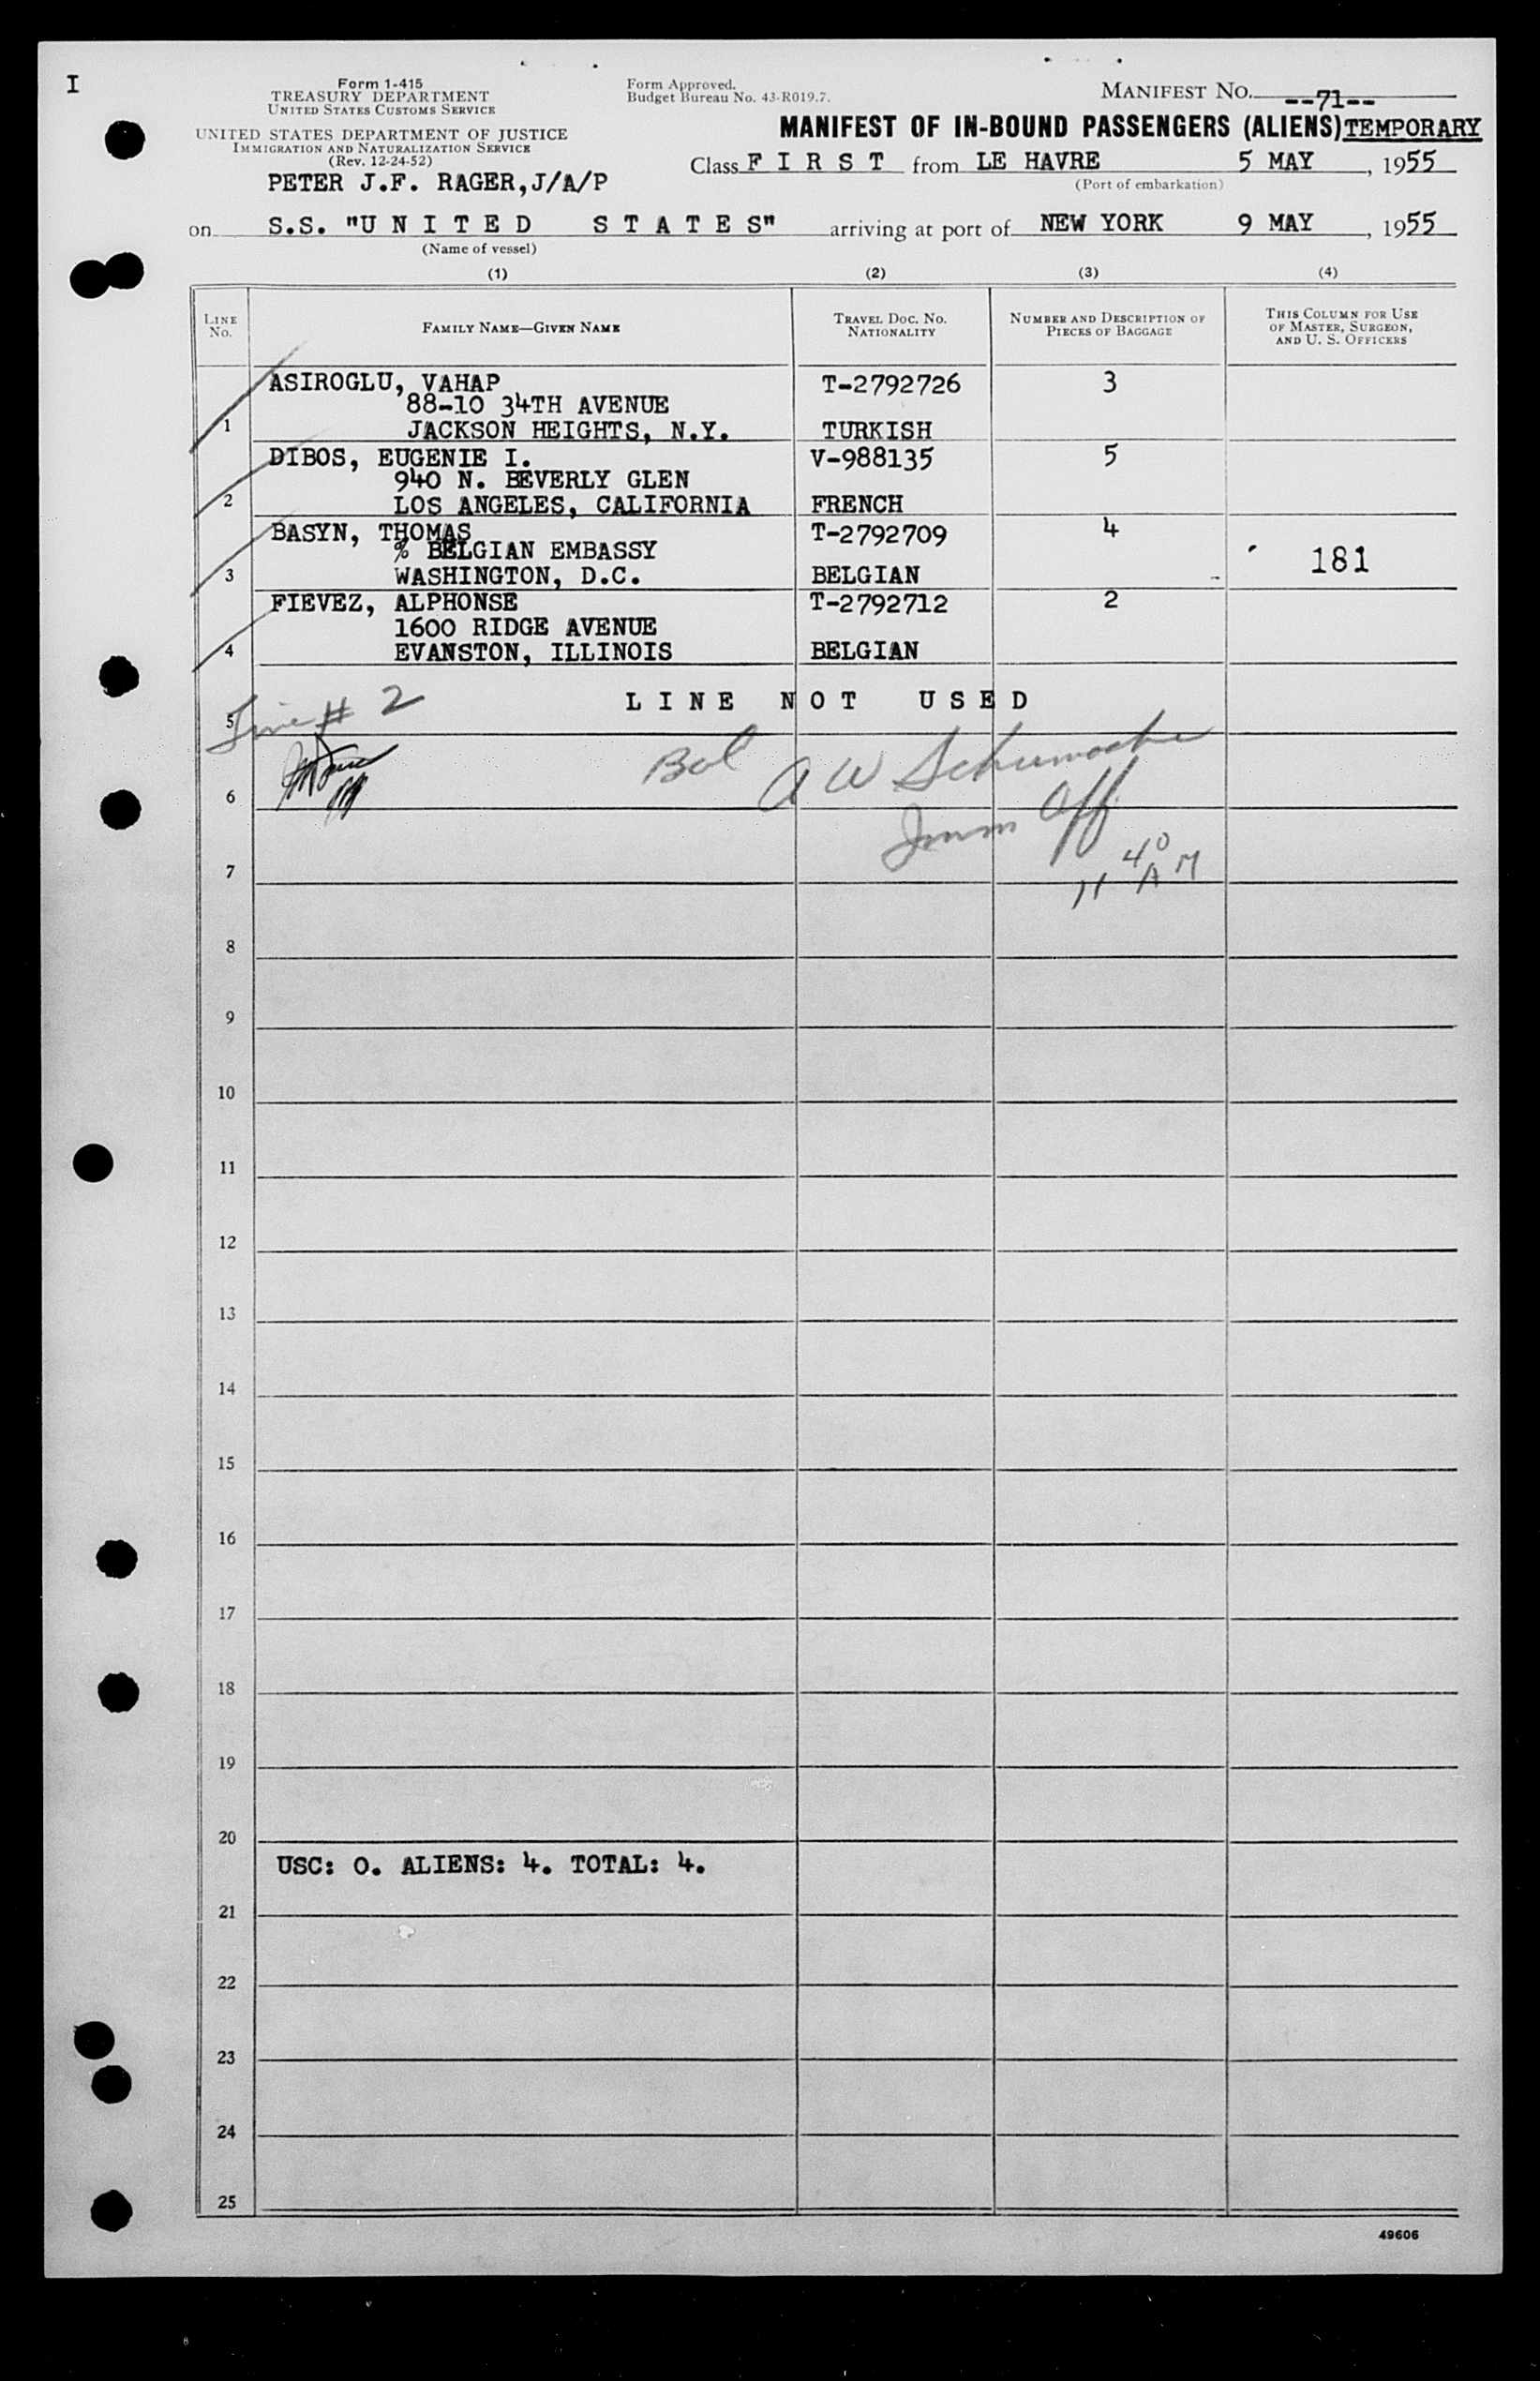 I
Form 1-415
TREASURY DEPARTMENT
UNITED STATES CUSTOMS SERVICE
UNITED STATES DEPARTMENT OF JUSTICE
IMMIGRATION AND NATURALIZATION SERVICE
(Rev. 12-24-52)
PETER J.F. RAGER,J/A/P
Form Approved.
Budget Bureau No. 43-R019.7.
MANIFEST NO. --71--
MANIFEST OF IN-BOUND PASSENGERS (ALIENS) TEMPORARY
Class F I R S T from LE HAVRE 5 MAY, 1955
(Port of embarkation)
on S.S. "U N I T E D S T A T E S" arriving at port of NEW YORK 9 MAY, 1955
(Name of vessel)
(1) (2) (3) (4)
LINE No.
FAMILY NAME—GIVEN NAME
TRAVEL DOC. NO. NATIONALITY
NUMBER AND DESCRIPTION OF PIECES OF BAGGAGE
THIS COLUMN FOR USE OF MASTER, SURGEON, AND U. S. OFFICERS
ASIROGLU, VAHAP T-2792726 3
88-10 34TH AVENUE
1 JACKSON HEIGHTS, N.Y. TURKISH
DIBOS, EUGENIE I. V-988135 5
940 N. BEVERLY GLEN
2 LOS ANGELES, CALIFORNIA FRENCH
BASYN, THOMAS T-2792709 4
% BELGIAN EMBASSY 181
3 WASHINGTON, D.C. BELGIAN
FIEVEZ, ALPHONSE T-2792712 2
1600 RIDGE AVENUE
4 EVANSTON, ILLINOIS BELGIAN
L I N E N O T U S E D
5 Line # 2
Bal A W Schumacher
6
Imm Off
7
11 40 AM
8
9
10
11
12
13
14
15
16
17
18
19
20
USC: 0. ALIENS: 4. TOTAL: 4.
21
22
23
24
25
49606